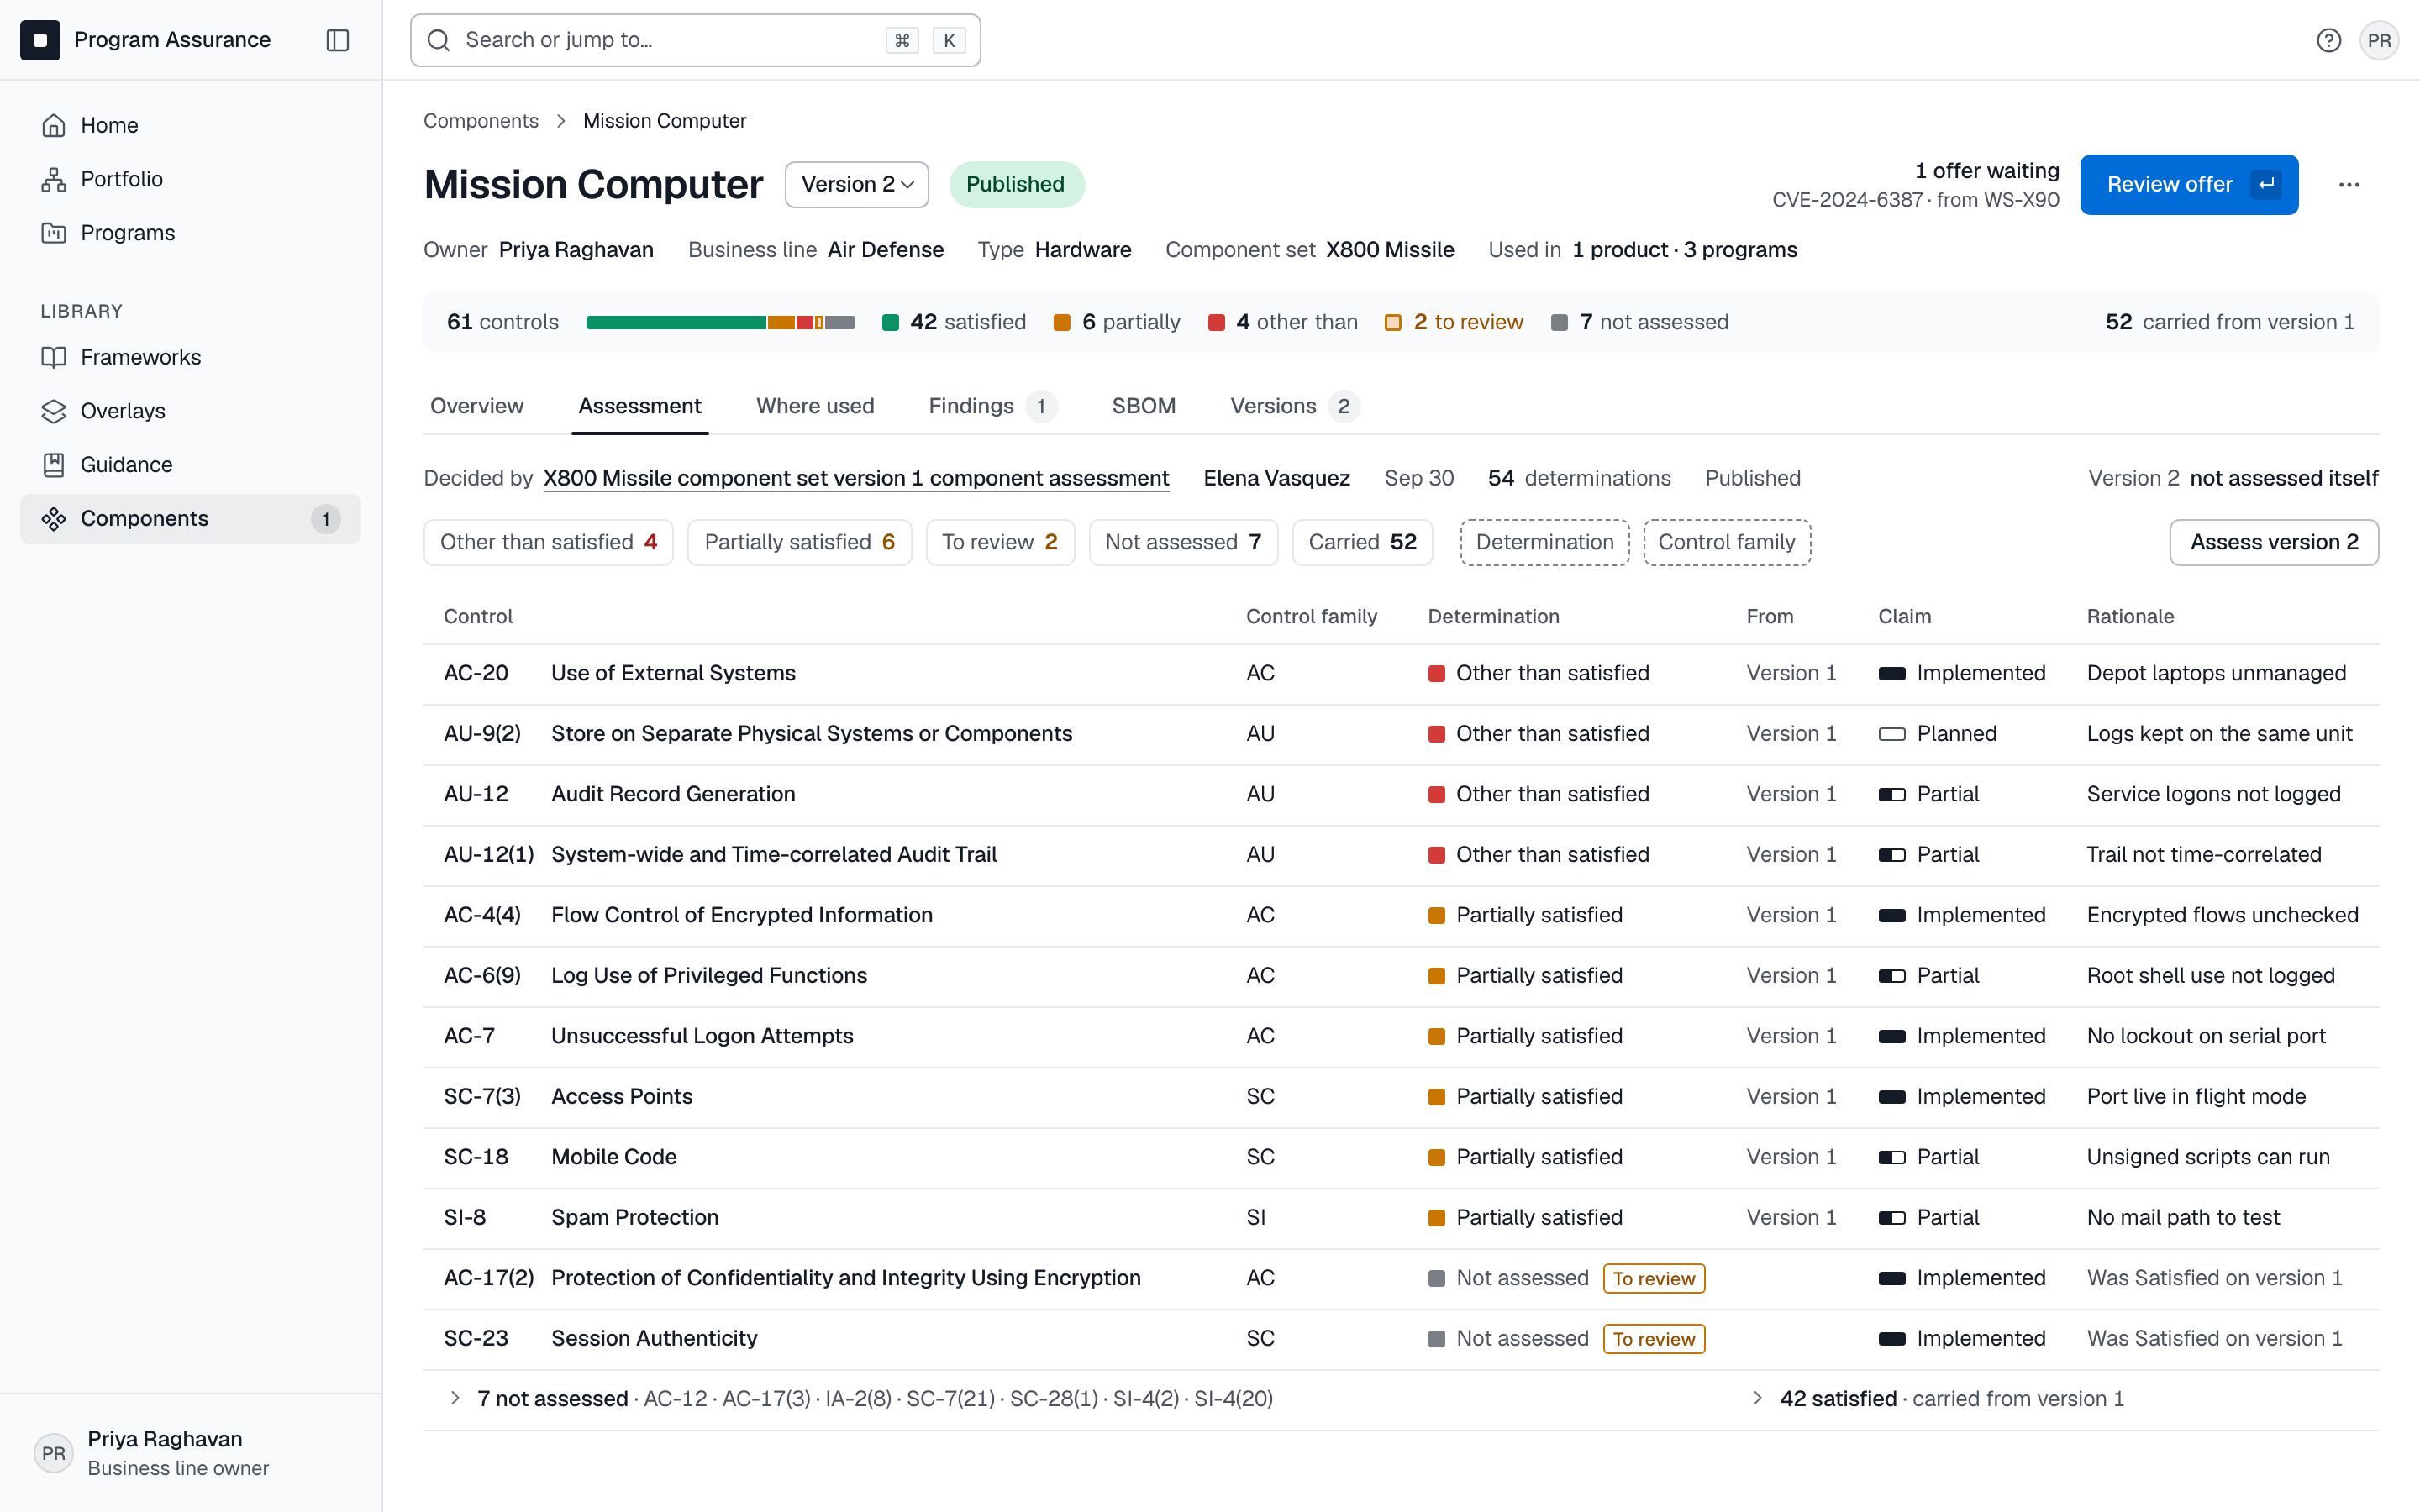 Program Assurance
Search or jump to...
⌘ K
PR
Home
Portfolio
Programs
LIBRARY
Frameworks
Overlays
Guidance
Components 1
PR
Priya Raghavan
Business line owner
Components > Mission Computer
Mission Computer
Version 2
Published
1 offer waiting
CVE-2024-6387 · from WS-X90
Review offer
Owner Priya Raghavan Business line Air Defense Type Hardware Component set X800 Missile Used in 1 product · 3 programs
61 controls 42 satisfied 6 partially 4 other than 2 to review 7 not assessed 52 carried from version 1
Overview Assessment Where used Findings 1 SBOM Versions 2
Decided by X800 Missile component set version 1 component assessment Elena Vasquez Sep 30 54 determinations Published Version 2 not assessed itself
Other than satisfied 4 Partially satisfied 6 To review 2 Not assessed 7 Carried 52 Determination Control family Assess version 2
Control Control family Determination From Claim Rationale
AC-20 Use of External Systems AC Other than satisfied Version 1 Implemented Depot laptops unmanaged
AU-9(2) Store on Separate Physical Systems or Components AU Other than satisfied Version 1 Planned Logs kept on the same unit
AU-12 Audit Record Generation AU Other than satisfied Version 1 Partial Service logons not logged
AU-12(1) System-wide and Time-correlated Audit Trail AU Other than satisfied Version 1 Partial Trail not time-correlated
AC-4(4) Flow Control of Encrypted Information AC Partially satisfied Version 1 Implemented Encrypted flows unchecked
AC-6(9) Log Use of Privileged Functions AC Partially satisfied Version 1 Partial Root shell use not logged
AC-7 Unsuccessful Logon Attempts AC Partially satisfied Version 1 Implemented No lockout on serial port
SC-7(3) Access Points SC Partially satisfied Version 1 Implemented Port live in flight mode
SC-18 Mobile Code SC Partially satisfied Version 1 Partial Unsigned scripts can run
SI-8 Spam Protection SI Partially satisfied Version 1 Partial No mail path to test
AC-17(2) Protection of Confidentiality and Integrity Using Encryption AC Not assessed To review Implemented Was Satisfied on version 1
SC-23 Session Authenticity SC Not assessed To review Implemented Was Satisfied on version 1
7 not assessed · AC-12 · AC-17(3) · IA-2(8) · SC-7(21) · SC-28(1) · SI-4(2) · SI-4(20) 42 satisfied · carried from version 1